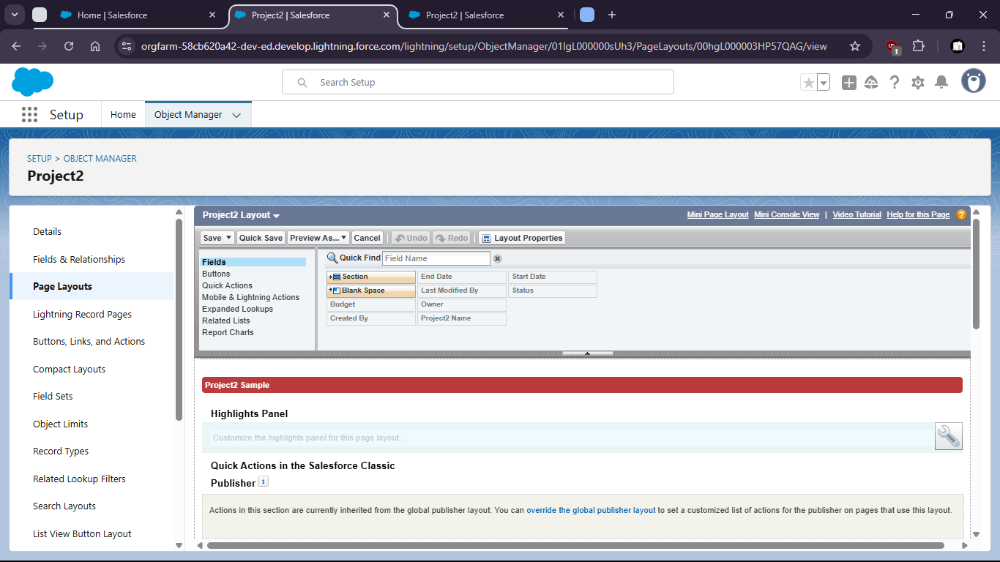 Home | Salesforce
Project2 | Salesforce
Project2 | Salesforce
orgfarm-58cb620a42-dev-ed.develop.lightning.force.com/lightning/setup/ObjectManager/01IgL000000sUh3/PageLayouts/00hgL000003HP57QAG/view
1
Search Setup
Setup
Home
Object Manager
SETUP > OBJECT MANAGER
Project2
Details
Fields & Relationships
Page Layouts
Lightning Record Pages
Buttons, Links, and Actions
Compact Layouts
Field Sets
Object Limits
Record Types
Related Lookup Filters
Search Layouts
List View Button Layout
Project2 Layout
Mini Page Layout Mini Console View | Video Tutorial Help for this Page ?
Save Quick Save Preview As... Cancel Undo Redo Layout Properties
Fields
Buttons
Quick Actions
Mobile & Lightning Actions
Expanded Lookups
Related Lists
Report Charts
Quick Find Field Name
Section End Date Start Date
Blank Space Last Modified By Status
Budget Owner
Created By Project2 Name
Project2 Sample
Highlights Panel
Customize the highlights panel for this page layout...
Quick Actions in the Salesforce Classic
Publisher i
Actions in this section are currently inherited from the global publisher layout. You can override the global publisher layout to set a customized list of actions for the publisher on pages that use this layout.